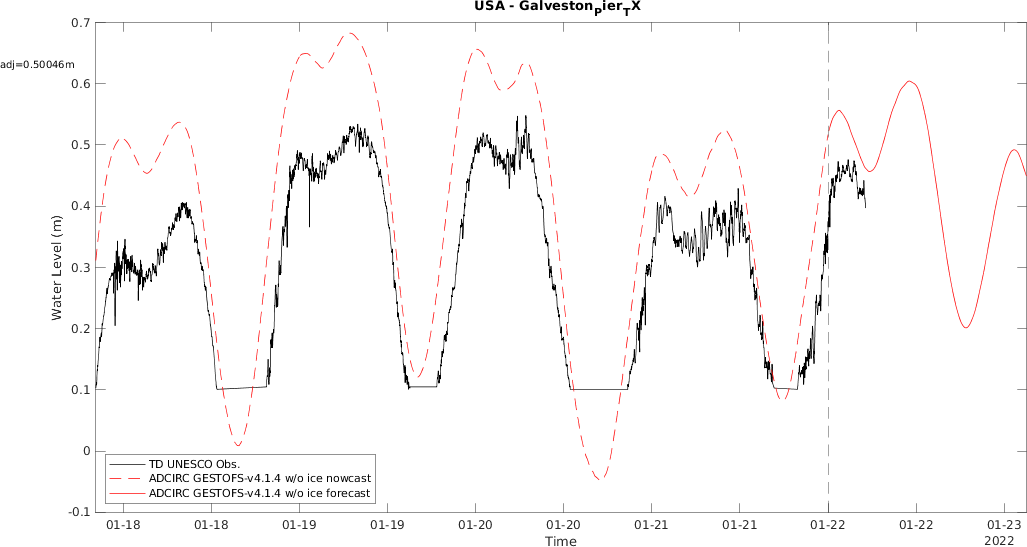 USA - GalvestonPierTX
adj=0.50046m
0.7
0.6
0.5
0.4
0.3
0.2
0.1
0
-0.1
Water Level (m)
TD UNESCO Obs.
ADCIRC GESTOFS-v4.1.4 w/o ice nowcast
ADCIRC GESTOFS-v4.1.4 w/o ice forecast
01-18 01-18 01-19 01-19 01-20 01-20 01-21 01-21 01-22 01-22 01-23
Time
2022